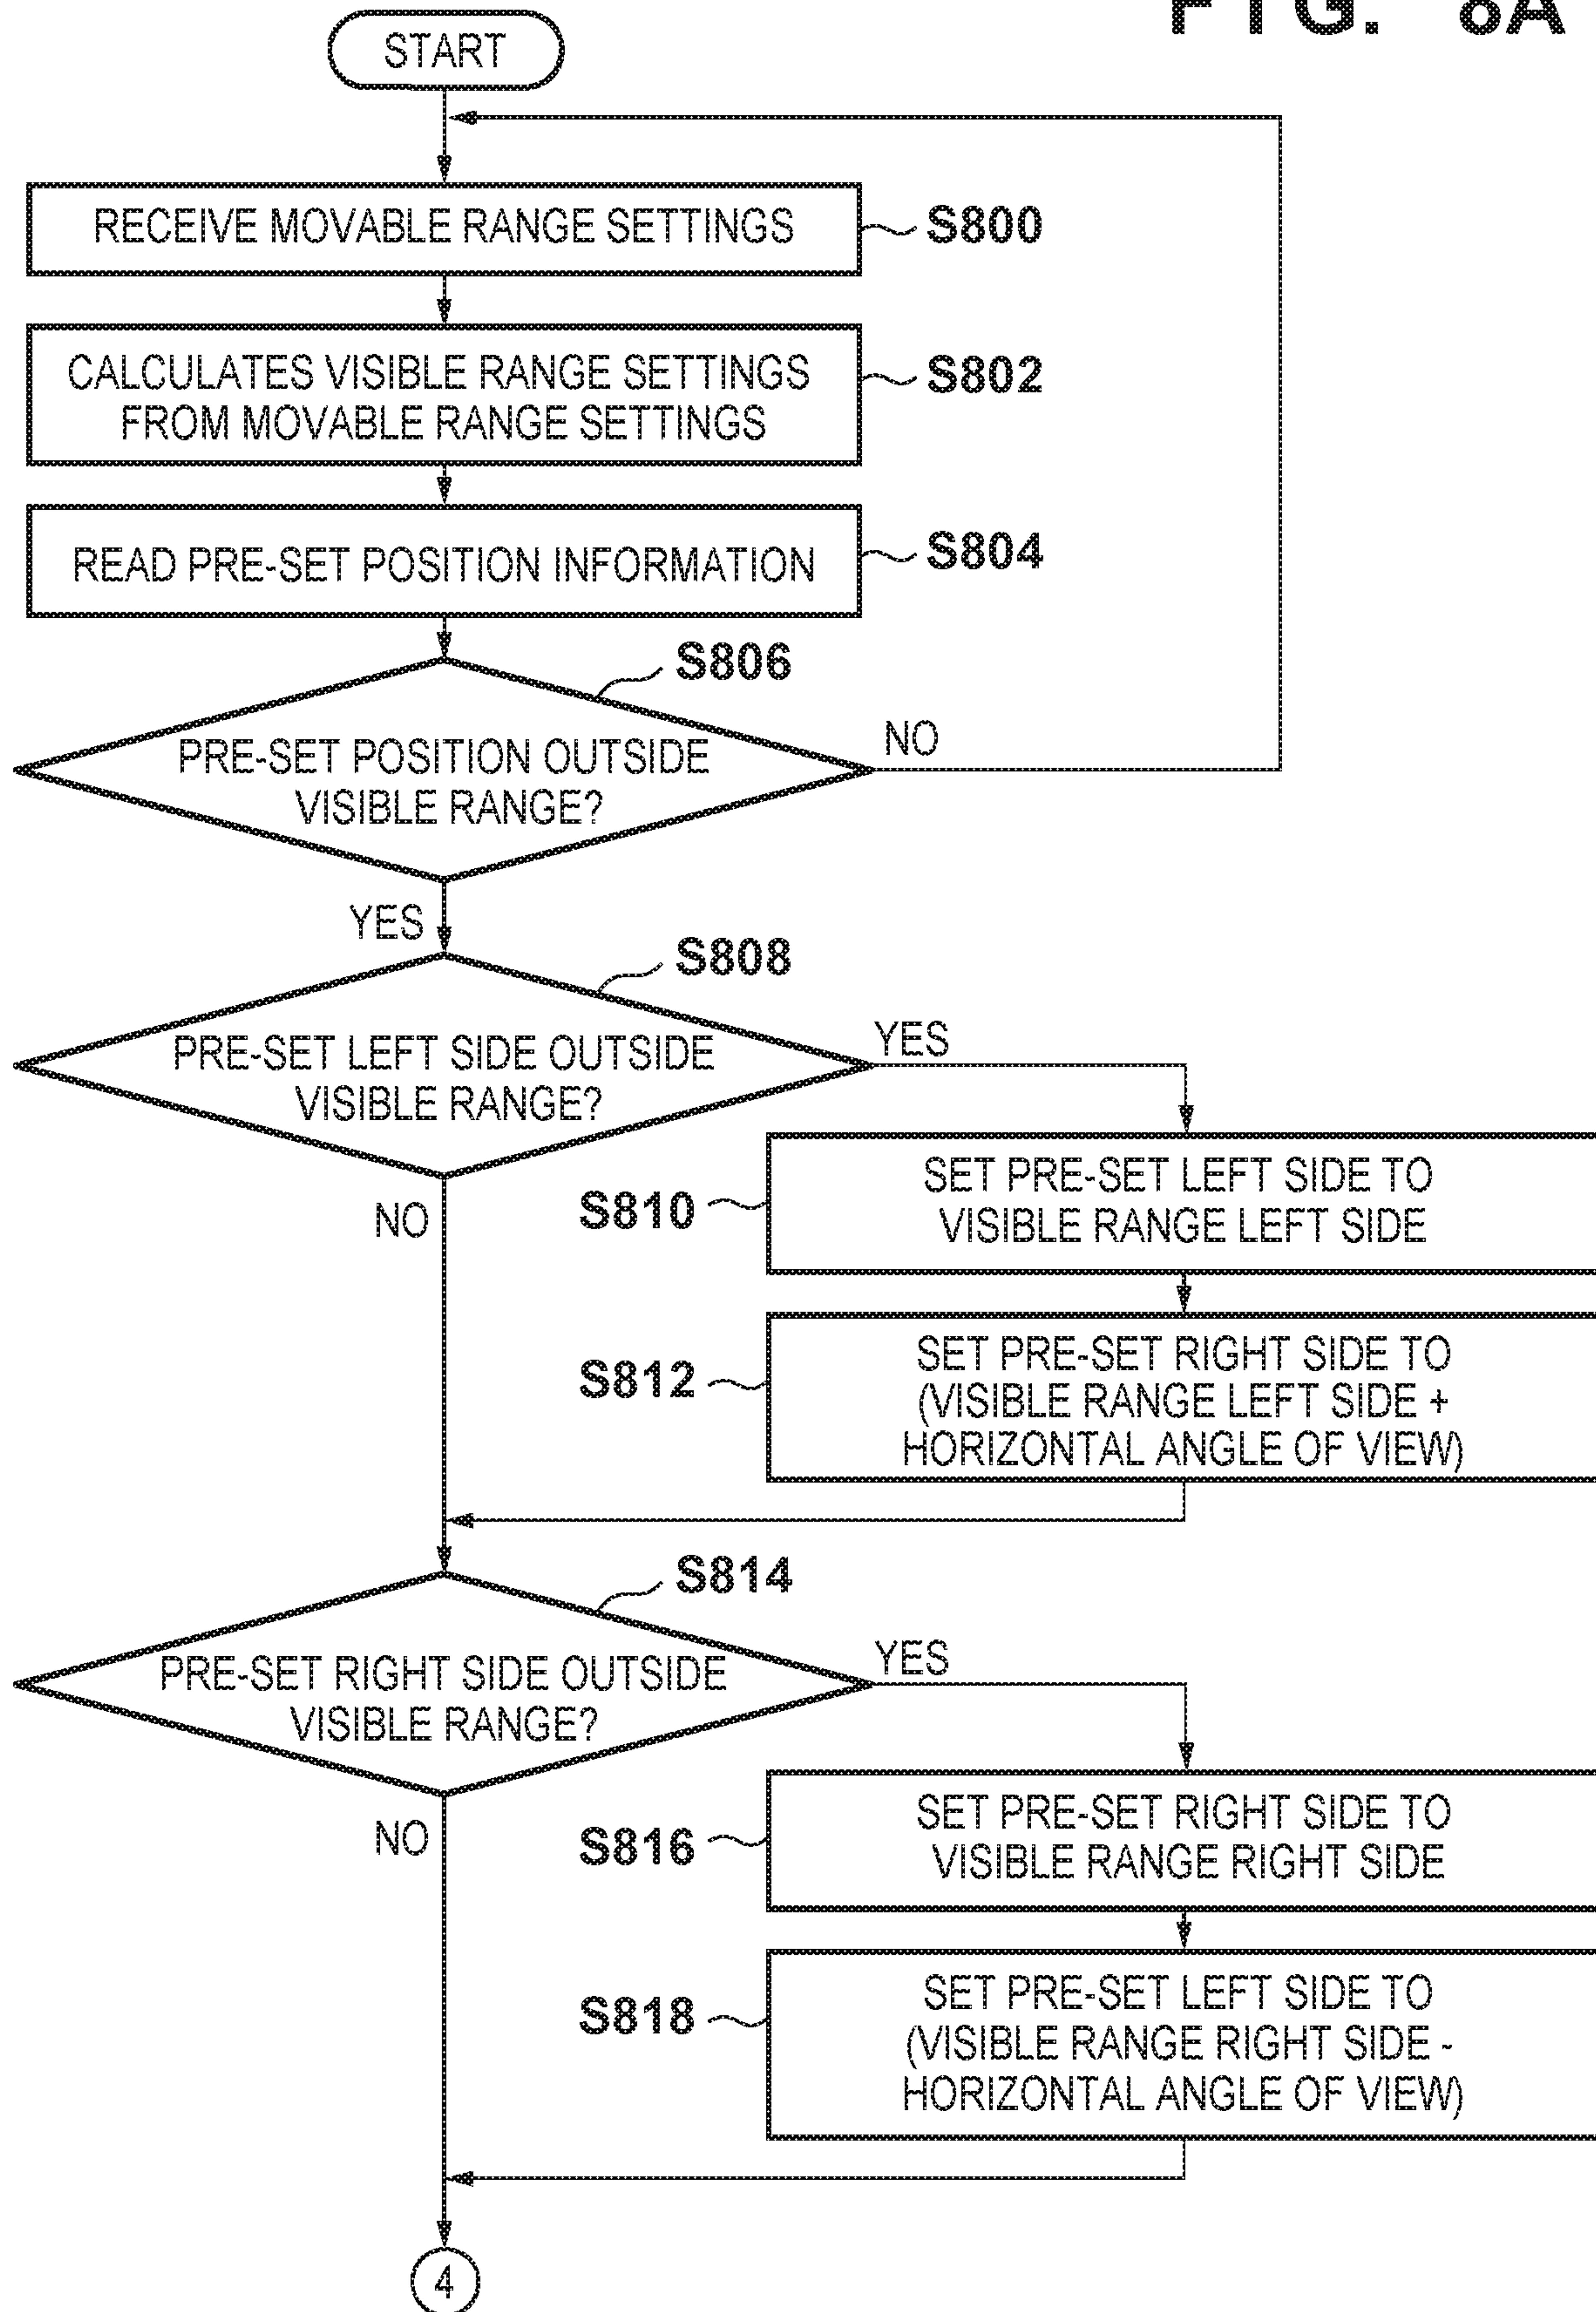 FIG. 8A
START
RECEIVE MOVABLE RANGE SETTINGS
S800
CALCULATES VISIBLE RANGE SETTINGS
FROM MOVABLE RANGE SETTINGS
S802
READ PRE-SET POSITION INFORMATION
S804
S806
PRE-SET POSITION OUTSIDE
VISIBLE RANGE?
NO
YES
S808
PRE-SET LEFT SIDE OUTSIDE
VISIBLE RANGE?
YES
NO
S810
SET PRE-SET LEFT SIDE TO
VISIBLE RANGE LEFT SIDE
S812
SET PRE-SET RIGHT SIDE TO
(VISIBLE RANGE LEFT SIDE +
HORIZONTAL ANGLE OF VIEW)
S814
PRE-SET RIGHT SIDE OUTSIDE
VISIBLE RANGE?
YES
NO
S816
SET PRE-SET RIGHT SIDE TO
VISIBLE RANGE RIGHT SIDE
S818
SET PRE-SET LEFT SIDE TO
(VISIBLE RANGE RIGHT SIDE -
HORIZONTAL ANGLE OF VIEW)
4